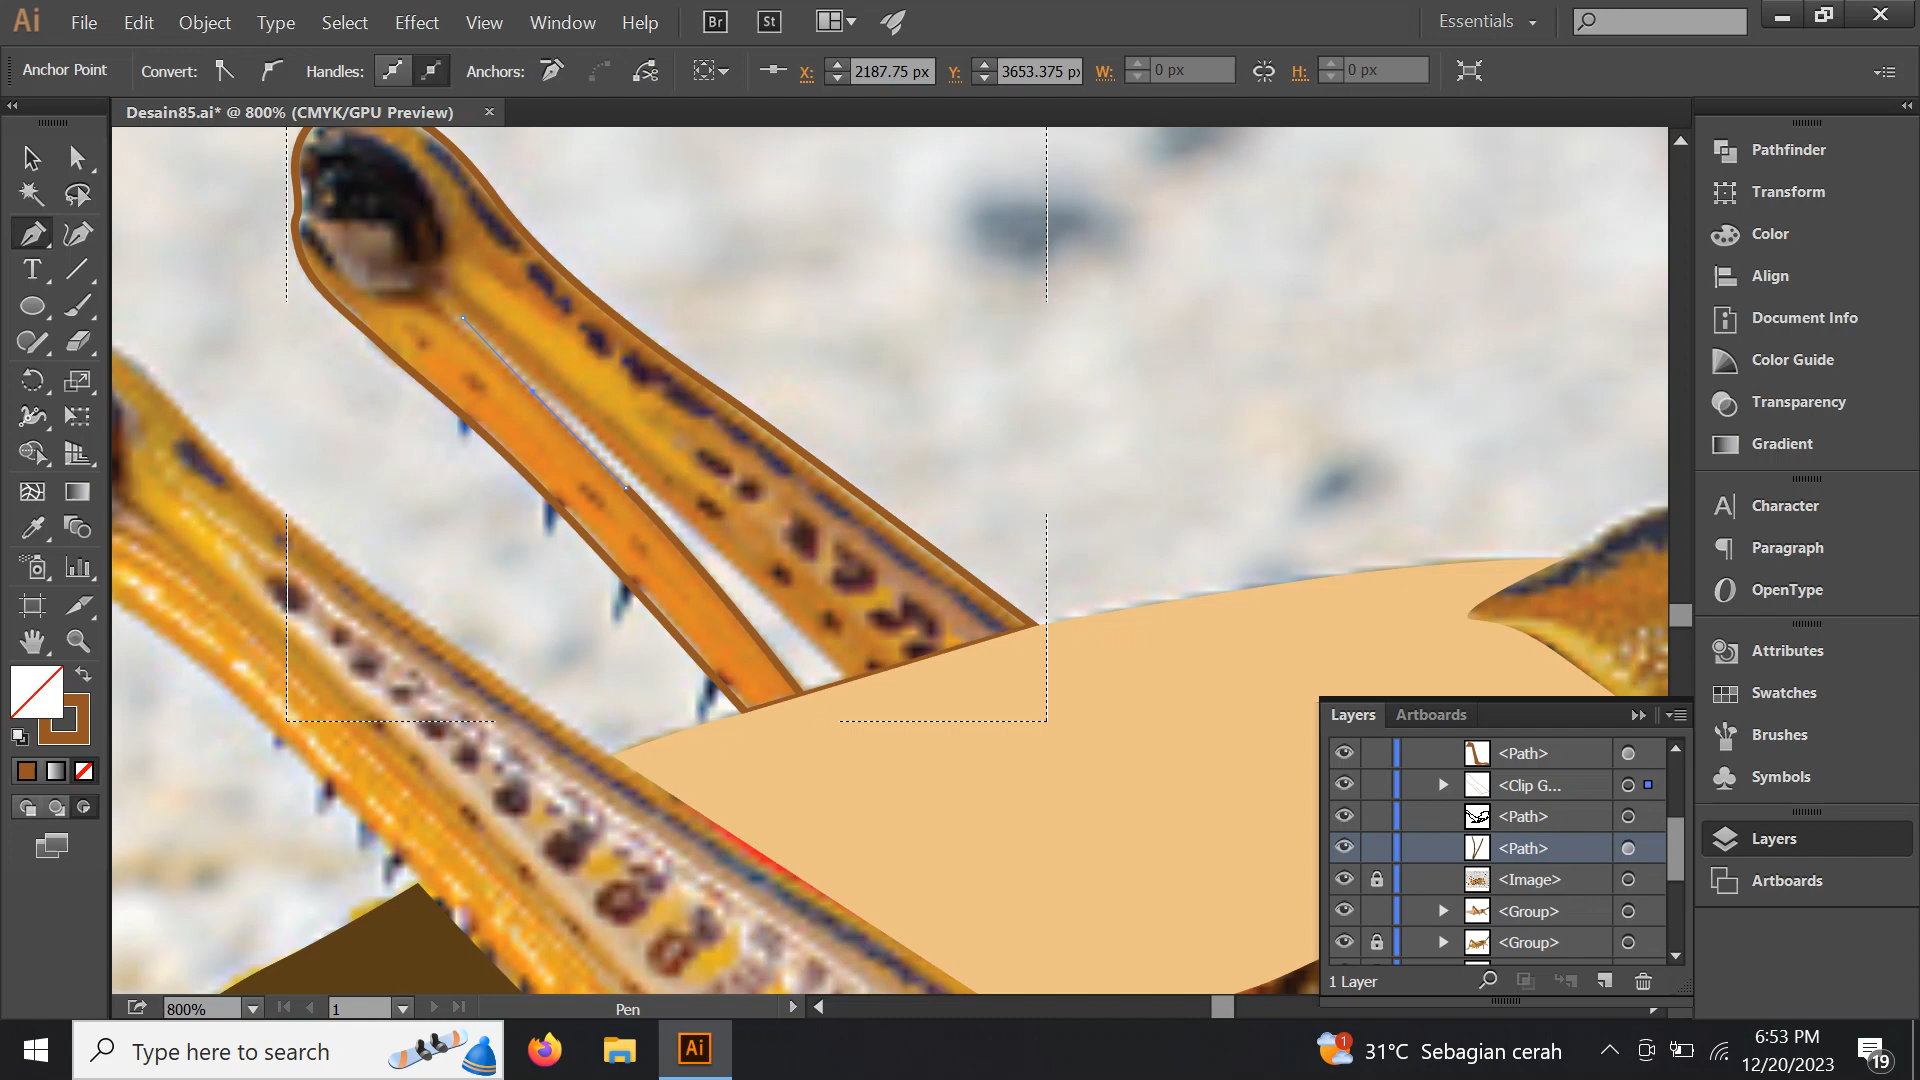 Ai File Edit Object Type Select Effect View Window Help Br St Essentials
Anchor Point Convert: Handles: Anchors: X: 2187.75 px Y: 3653.375 px W: 0 px H: 0 px
Desain85.ai* @ 800% (CMYK/GPU Preview)
Pathfinder
Transform
Color
Align
Document Info
Color Guide
Transparency
Gradient
Character
Paragraph
OpenType
Attributes
Swatches
Brushes
Symbols
Layers
Artboards
Layers Artboards
<Path>
<Clip G...
<Path>
<Path>
<Image>
<Group>
<Group>
1 Layer
800% 1 Pen
Type here to search
Ai
1
31°C Sebagian cerah
6:53 PM
12/20/2023
19